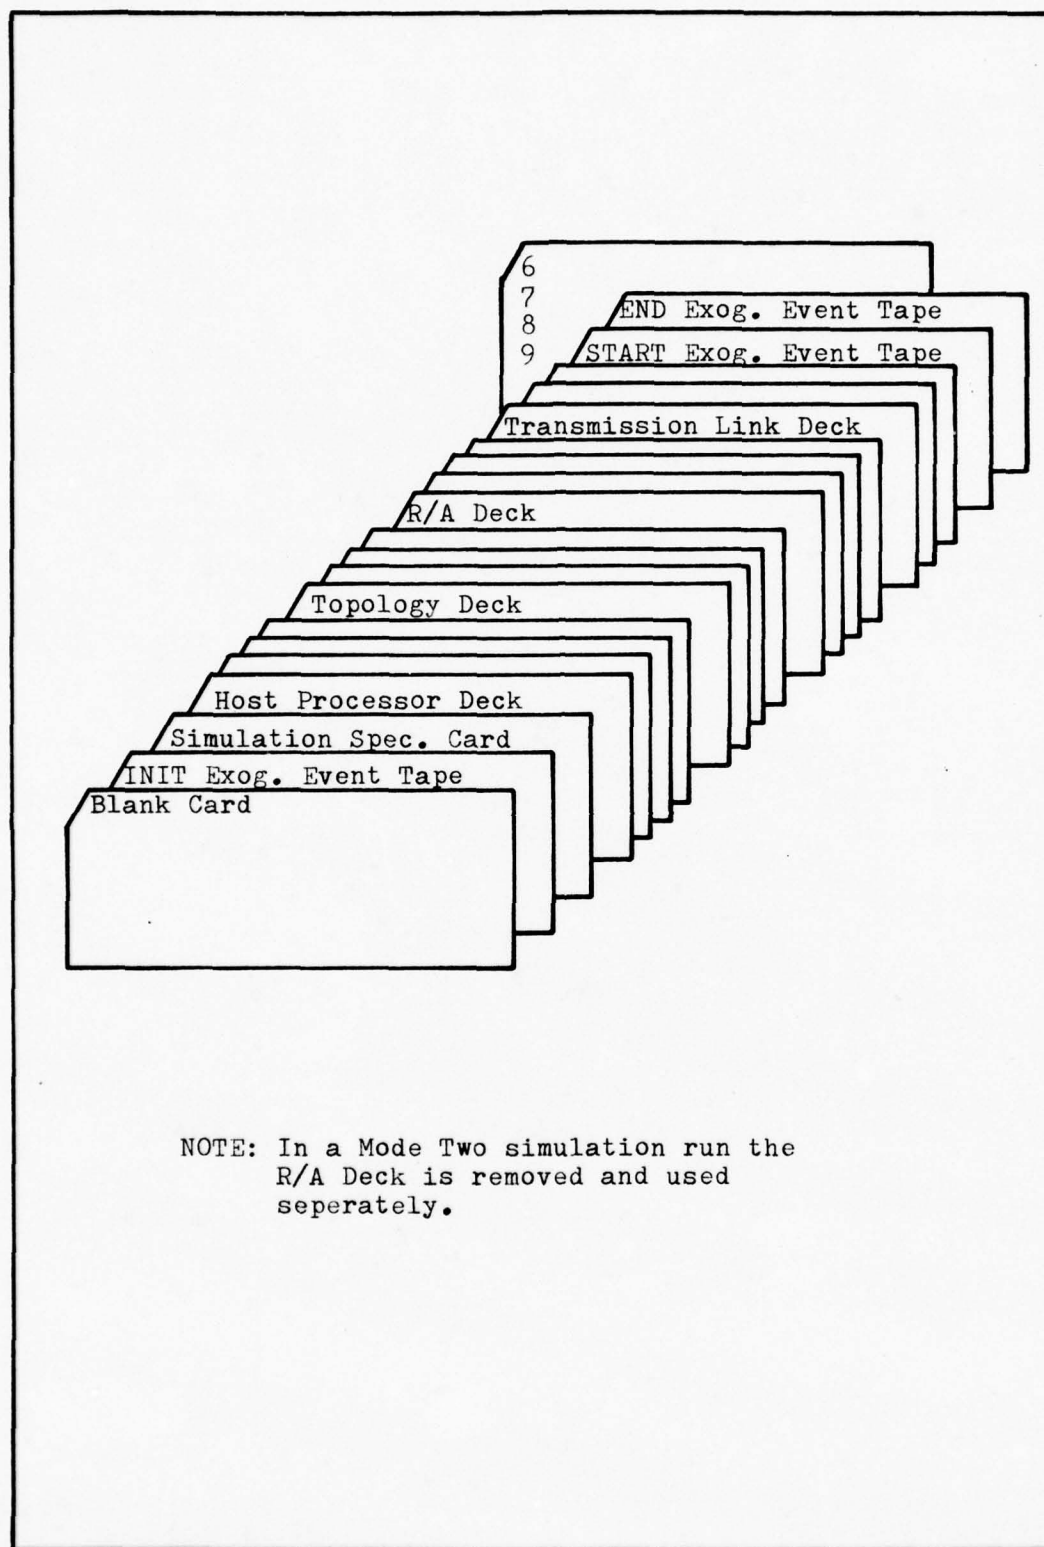 6
7
END Exog. Event Tape
8
9
START Exog. Event Tape
Transmission Link Deck
R/A Deck
Topology Deck
Host Processor Deck
Simulation Spec. Card
INIT Exog. Event Tape
Blank Card
NOTE: In a Mode Two simulation run the
R/A Deck is removed and used
seperately.